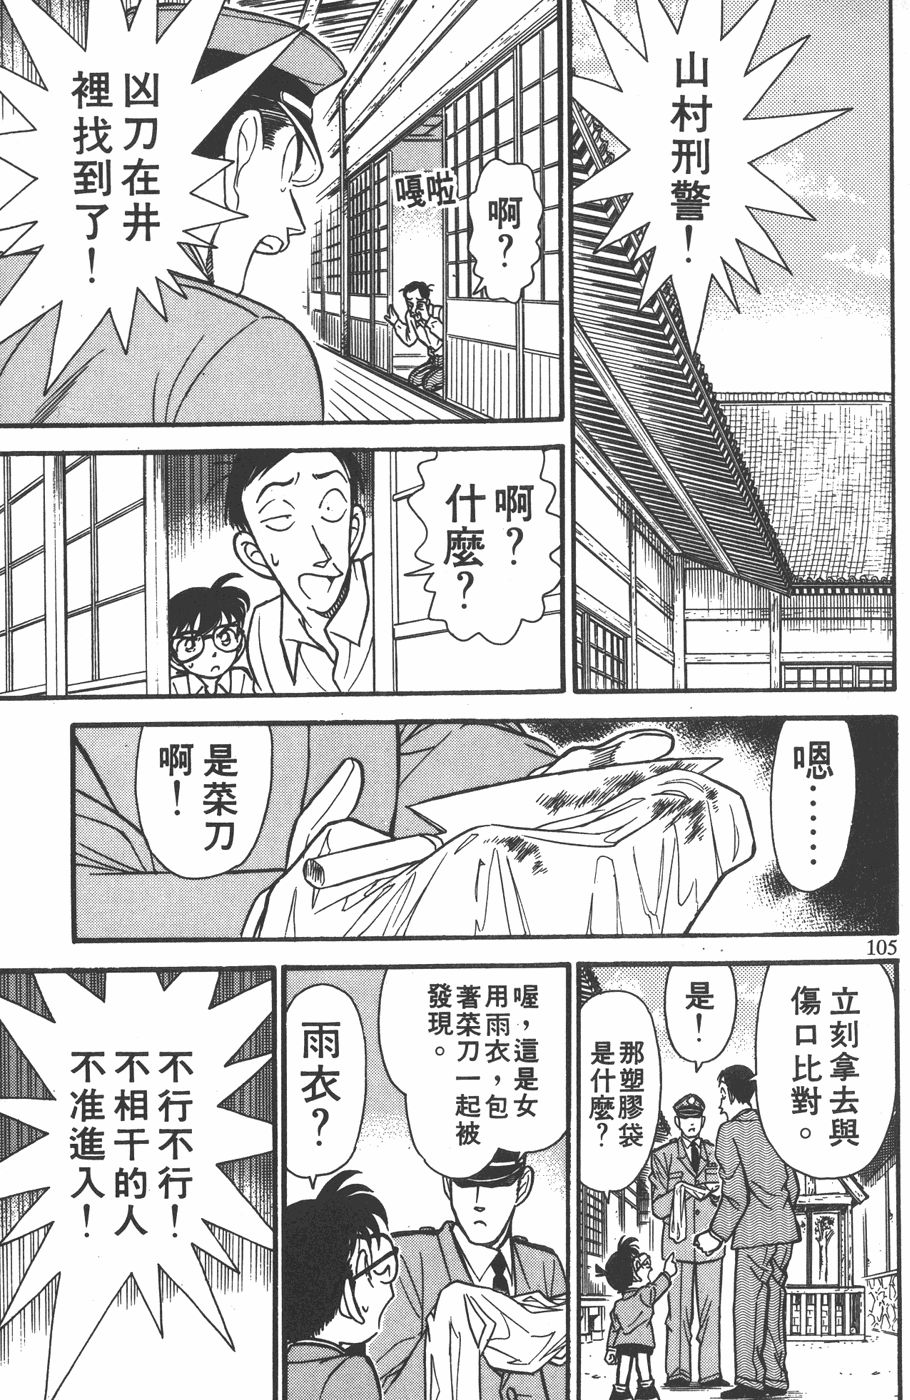 山村刑警！
啊？
嘎啦
凶刀在井
裡找到了！
啊？
什麼？
嗯……
是菜刀
啊！
105
立刻拿去與
傷口比對。
是！
那塑膠袋
是什麼？
喔，這是女
用雨衣，包
著菜刀一起被
發現。
雨衣？
不行不行！
不相干的人
不准進入！